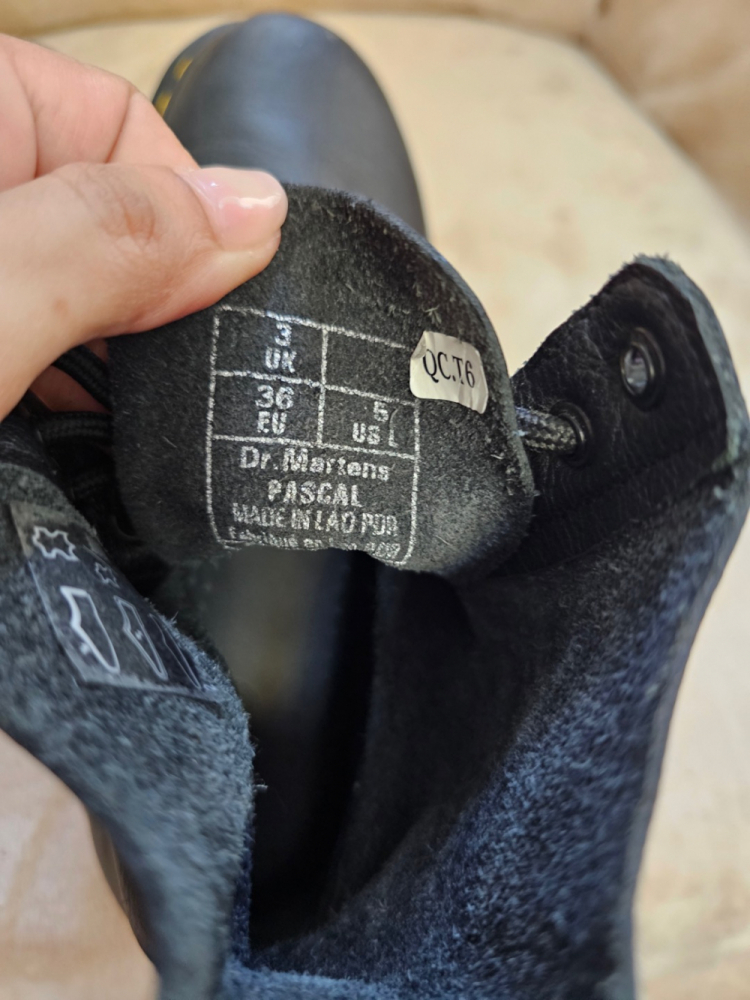 3
UK
QC.T6
36
EU
5
US L
Dr. Martens
PASCAL
MADE IN LAO PDR